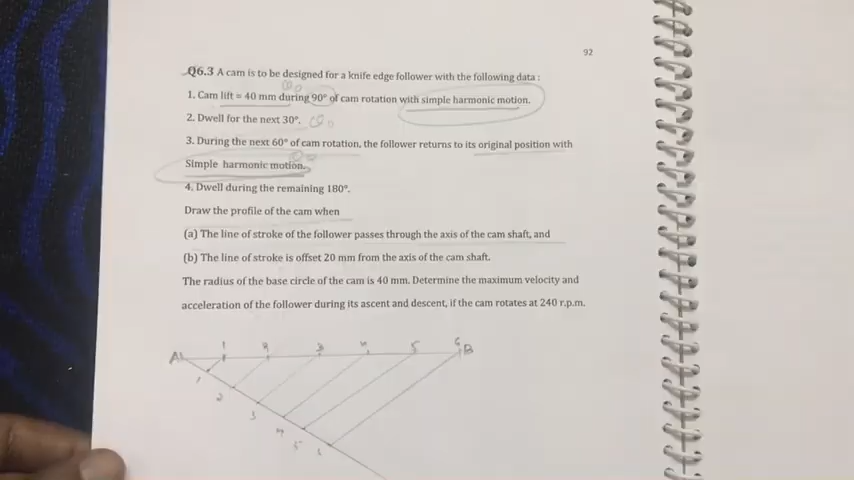 92
Q6.3 A cam is to be designed for a knife edge follower with the following data :
1. Cam lift = 40 mm during 90° of cam rotation with simple harmonic motion.
2. Dwell for the next 30°.
3. During the next 60° of cam rotation, the follower returns to its original position with
Simple harmonic motion.
4. Dwell during the remaining 180°.
Draw the profile of the cam when
(a) The line of stroke of the follower passes through the axis of the cam shaft, and
(b) The line of stroke is offset 20 mm from the axis of the cam shaft.
The radius of the base circle of the cam is 40 mm. Determine the maximum velocity and
acceleration of the follower during its ascent and descent, if the cam rotates at 240 r.p.m.
A 1 2 3 4 5 6 B
1
2
3
4
5